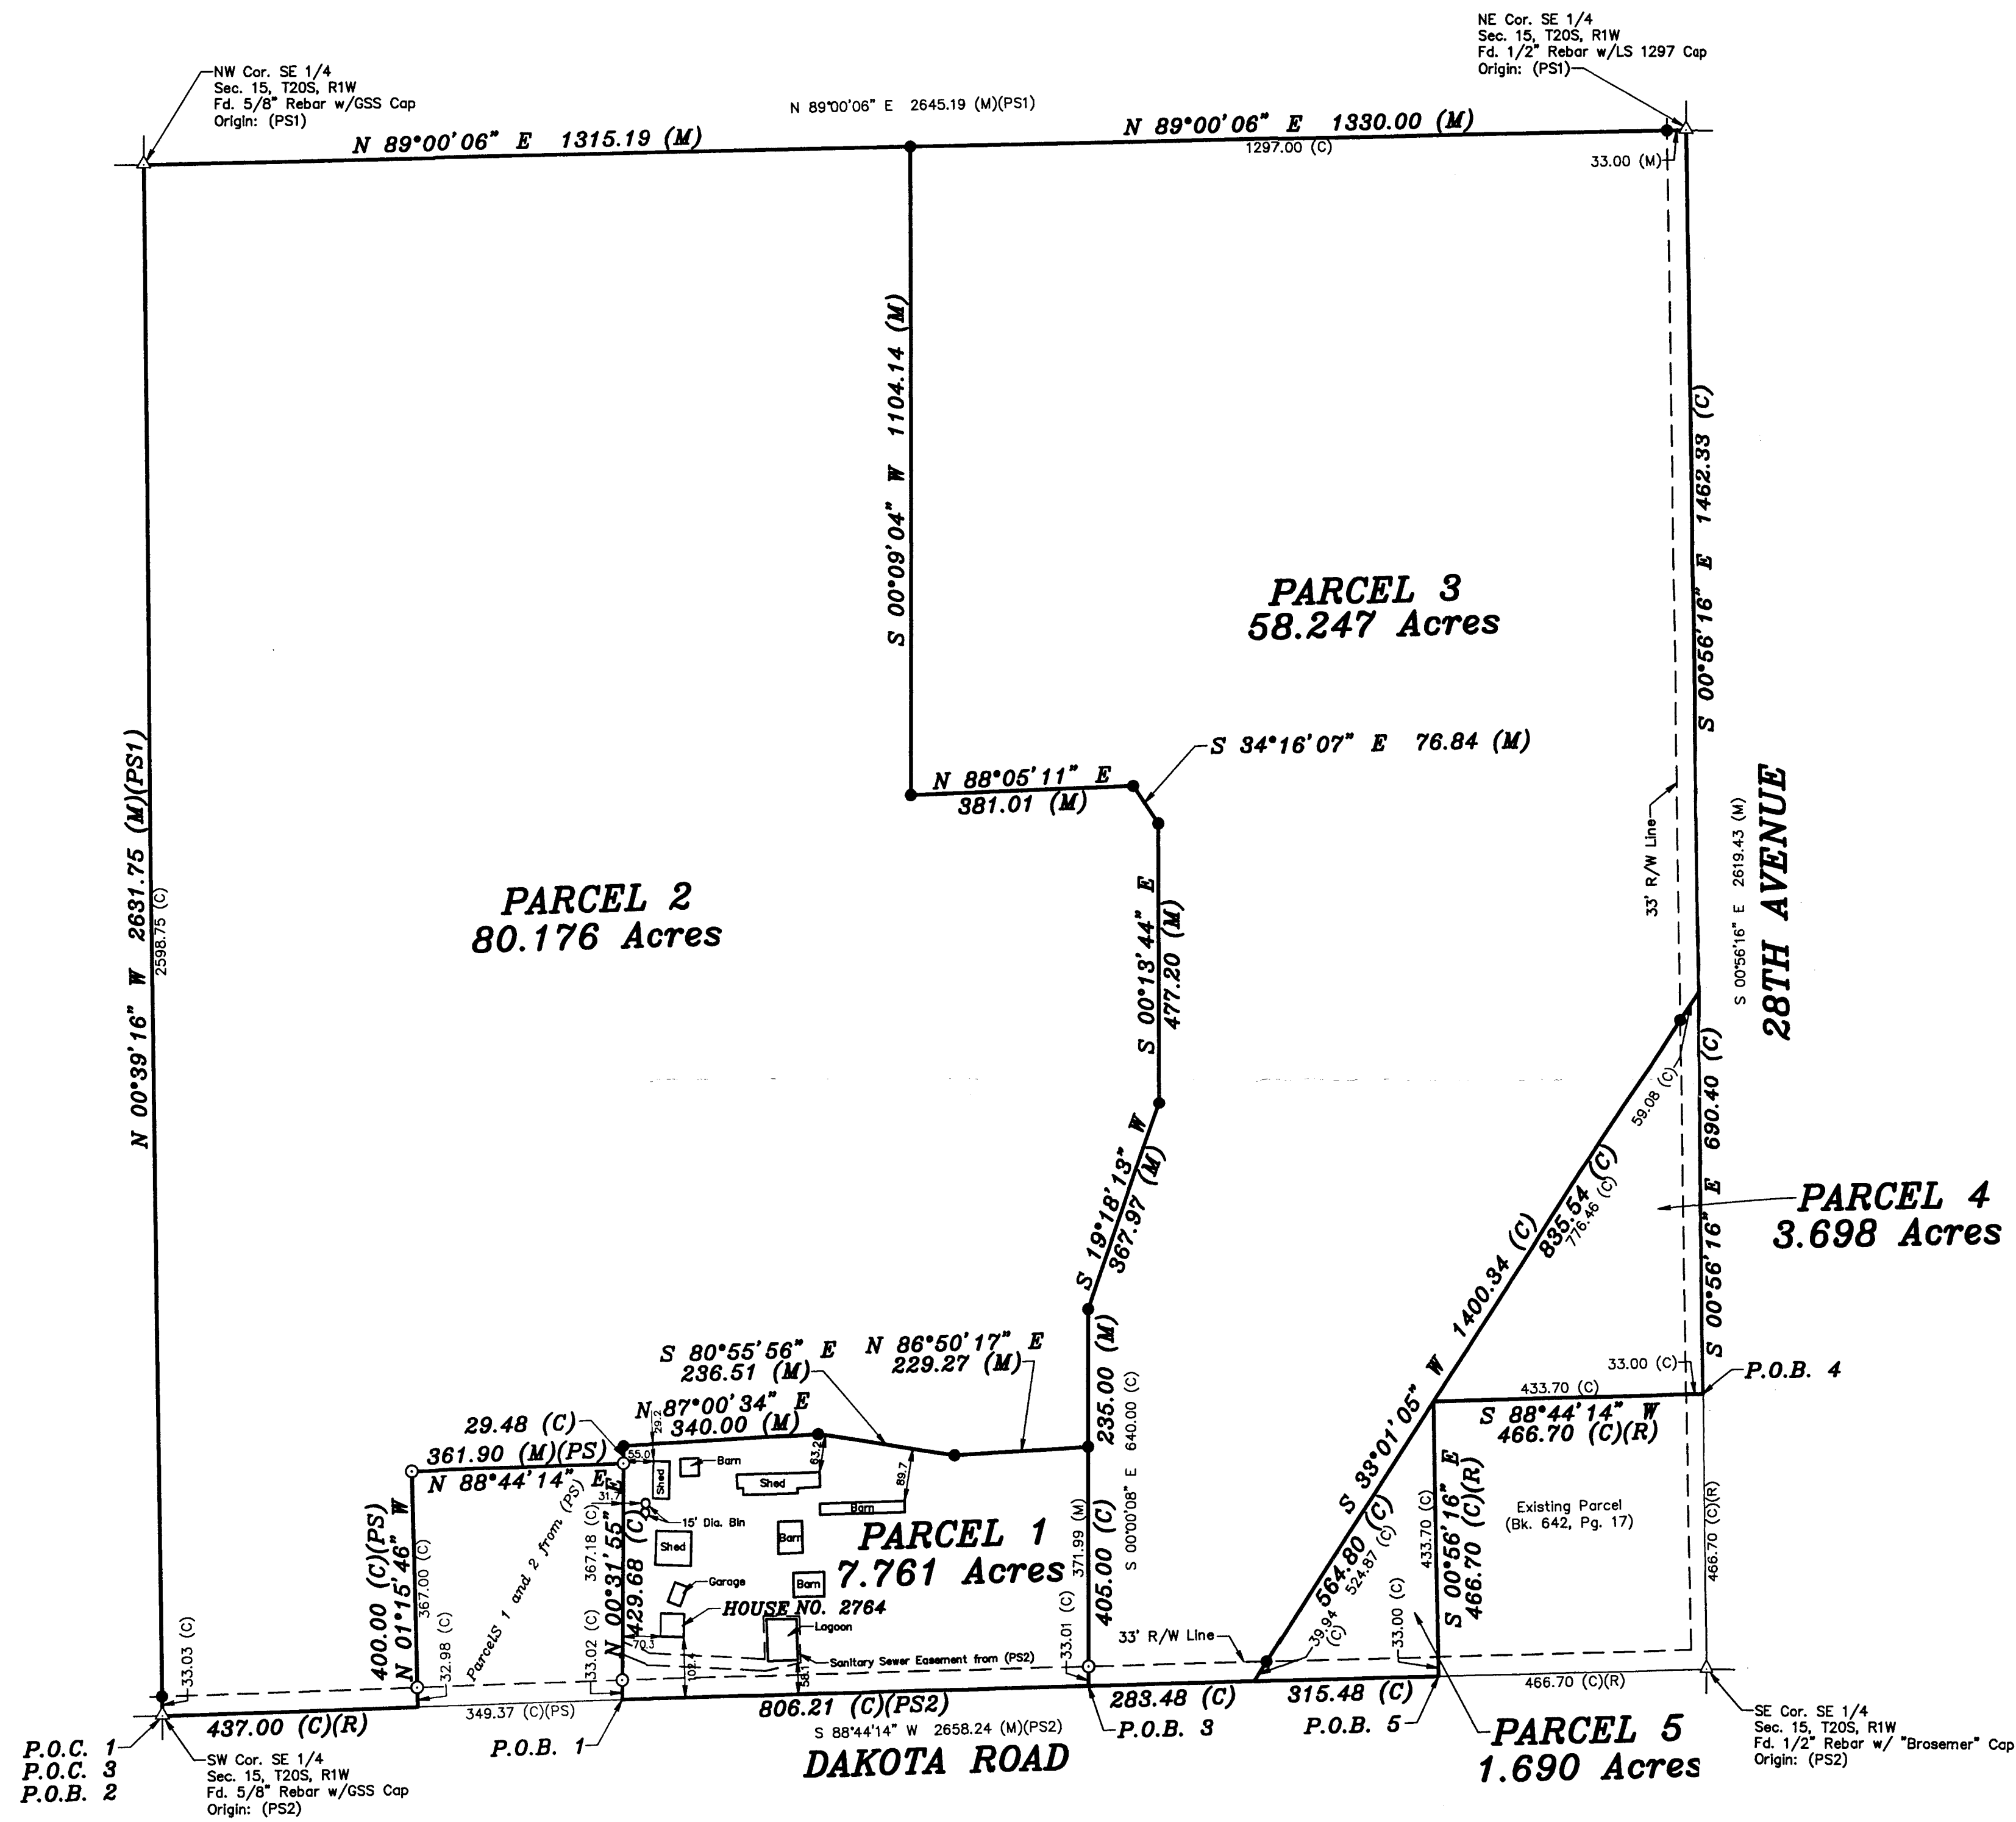 NE Cor. SE 1/4
Sec. 15, T20S, R1W
Fd. 1/2" Rebar w/LS 1297 Cap
Origin: (PS1)
NW Cor. SE 1/4
Sec. 15, T20S, R1W
Fd. 5/8" Rebar w/GSS Cap
Origin: (PS1)
N 89°00'06" E 2645.19 (M)(PS1)
N 89°00'06" E 1315.19 (M)
N 89°00'06" E 1330.00 (M)
1297.00 (C)
33.00 (M)
S 00°09'04" W 1104.14 (M)
S 00°56'16" E 1462.33 (C)
PARCEL 3
58.247 Acres
S 34°16'07" E 76.84 (M)
N 88°05'11" E
381.01 (M)
N 00°39'16" W 2631.75 (M)(PS1)
2598.75 (C)
PARCEL 2
80.176 Acres
S 00°13'44" E
477.20 (M)
33' R/W Line
S 00°56'16" E 2619.43 (M)
28TH AVENUE
59.08 (C)
S 00°56'16" E 690.40 (C)
S 19°18'13" W
367.97 (M)
835.54 (C)
776.46 (C)
S 33°01'05" W 1400.34 (C)
PARCEL 4
3.698 Acres
S 80°55'56" E
236.51 (M)
N 86°50'17" E
229.27 (M)
235.00 (M)
S 00°00'08" E 640.00 (C)
33.00 (C)
P.O.B. 4
433.70 (C)
S 88°44'14" W
466.70 (C)(R)
N 87°00'34" E
340.00 (M)
29.48 (C)
29.2
361.90 (M)(PS)
N 88°44'14" E
55.0
Barn
Shed
63.2
Shed
89.7
Barn
31.7
15' Dia. Bin
Shed
Barn
PARCEL 1
7.761 Acres
Garage
Barn
HOUSE NO. 2764
Lagoon
70.3
102.4
58.1
Sanitary Sewer Easement from (PS2)
400.00 (C)(PS)
N 01°15'46" W
367.00 (C)
32.98 (C)
ParcelS 1 and 2 from (PS)
367.18 (C)
33.02 (C)
N 00°31'55" E
429.68 (C)
371.99 (M)
33.01 (C)
405.00 (C)
564.80 (C)
524.87 (C)
39.94
(C)
433.70 (C)
33.00 (C)
S 00°56'16" E
466.70 (C)(R)
Existing Parcel
(Bk. 642, Pg. 17)
466.70 (C)(R)
33' R/W Line
33.03 (C)
437.00 (C)(R)
349.37 (C)(PS)
806.21 (C)(PS2)
283.48 (C)
315.48 (C)
466.70 (C)(R)
S 88°44'14" W 2658.24 (M)(PS2)
DAKOTA ROAD
P.O.B. 1
P.O.B. 3
P.O.B. 5
PARCEL 5
1.690 Acres
P.O.C. 1
P.O.C. 3
P.O.B. 2
SW Cor. SE 1/4
Sec. 15, T20S, R1W
Fd. 5/8" Rebar w/GSS Cap
Origin: (PS2)
SE Cor. SE 1/4
Sec. 15, T20S, R1W
Fd. 1/2" Rebar w/ "Brosemer" Cap
Origin: (PS2)